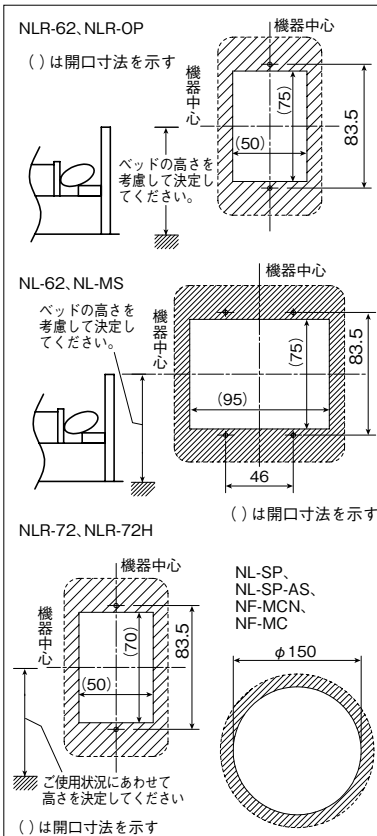 NLR-62、NLR-OP
( )は開口寸法を示す
機器中心
機器中心
(75)
83.5
(50)
ベッドの高さを
考慮して決定し
てください。
NL-62、NL-MS
機器中心
ベッドの高さを
考慮して決定し
てください。
機器中心
(75)
83.5
(95)
46
( )は開口寸法を示す
NLR-72、NLR-72H
機器中心
機器中心
(70)
83.5
(50)
ご使用状況にあわせて
高さを決定してください
( )は開口寸法を示す
NL-SP、
NL-SP-AS、
NF-MCN、
NF-MC
φ150